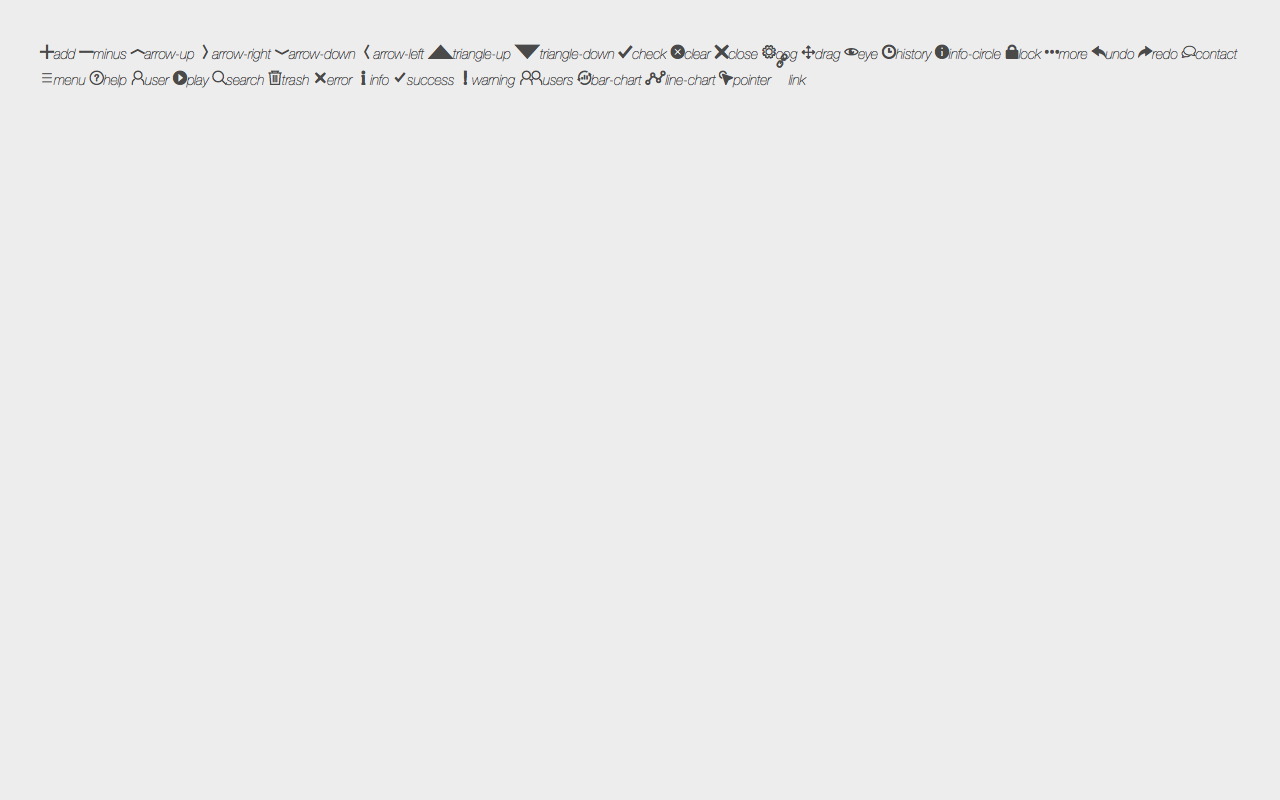 add minus arrow-up arrow-right arrow-down arrow-left triangle-up triangle-down check clear close cog drag eye history info-circle lock more undo redo contact
menu help user play search trash error info success warning users bar-chart line-chart pointer link